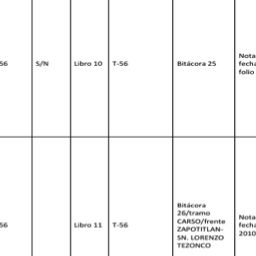 56 S/N Libro 10 T-56 Bitácora 25 Nota
fecha
folio
56 Libro 11 T-56 Bitácora
26/tramo
CARSO/frente
ZAPOTITLAN-
SN. LORENZO
TEZONCO
Nota
fecha
2010